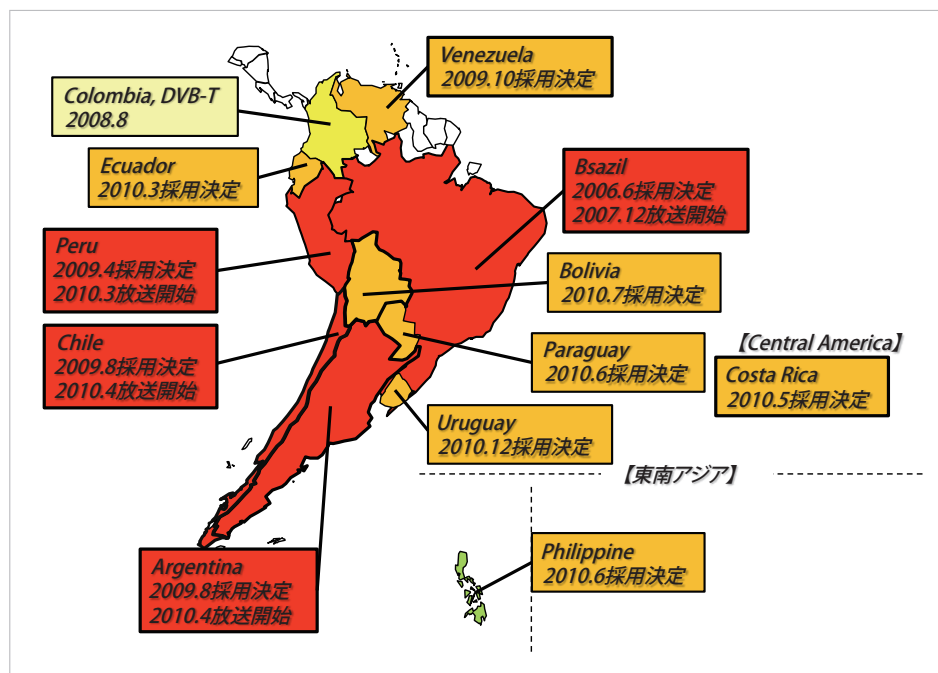 Venezuela
2009.10採用決定
Colombia, DVB-T
2008.8
Ecuador
2010.3採用決定
Bsazil
2006.6採用決定
2007.12放送開始
Peru
2009.4採用決定
2010.3放送開始
Bolivia
2010.7採用決定
Chile
2009.8採用決定
2010.4放送開始
Paraguay
2010.6採用決定
【Central America】
Costa Rica
2010.5採用決定
Uruguay
2010.12採用決定
【東南アジア】
Argentina
2009.8採用決定
2010.4放送開始
Philippine
2010.6採用決定